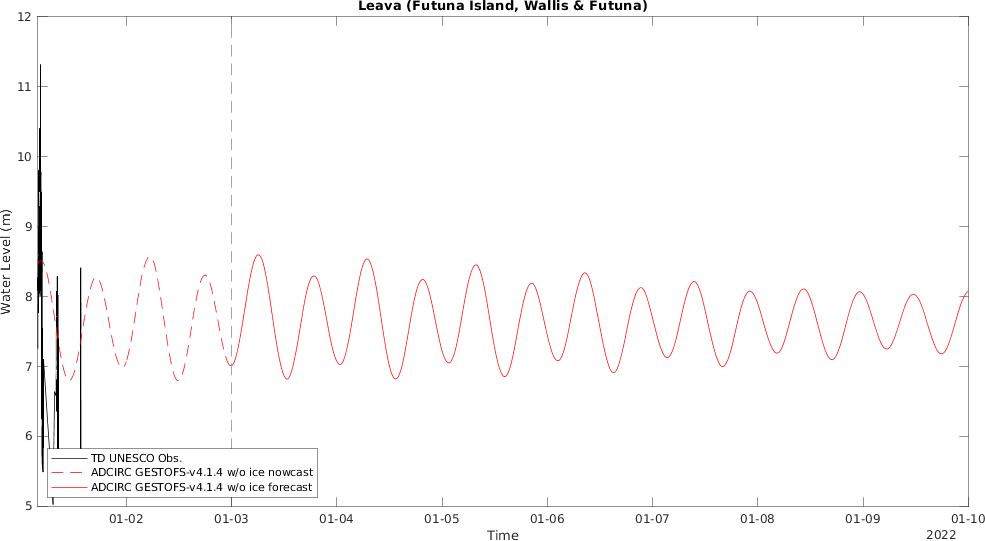 Leava (Futuna Island, Wallis & Futuna)
12
11
10
9
8
7
6
5
Water Level (m)
TD UNESCO Obs.
ADCIRC GESTOFS-v4.1.4 w/o ice nowcast
ADCIRC GESTOFS-v4.1.4 w/o ice forecast
01-02 01-03 01-04 01-05 01-06 01-07 01-08 01-09 01-10
Time
2022